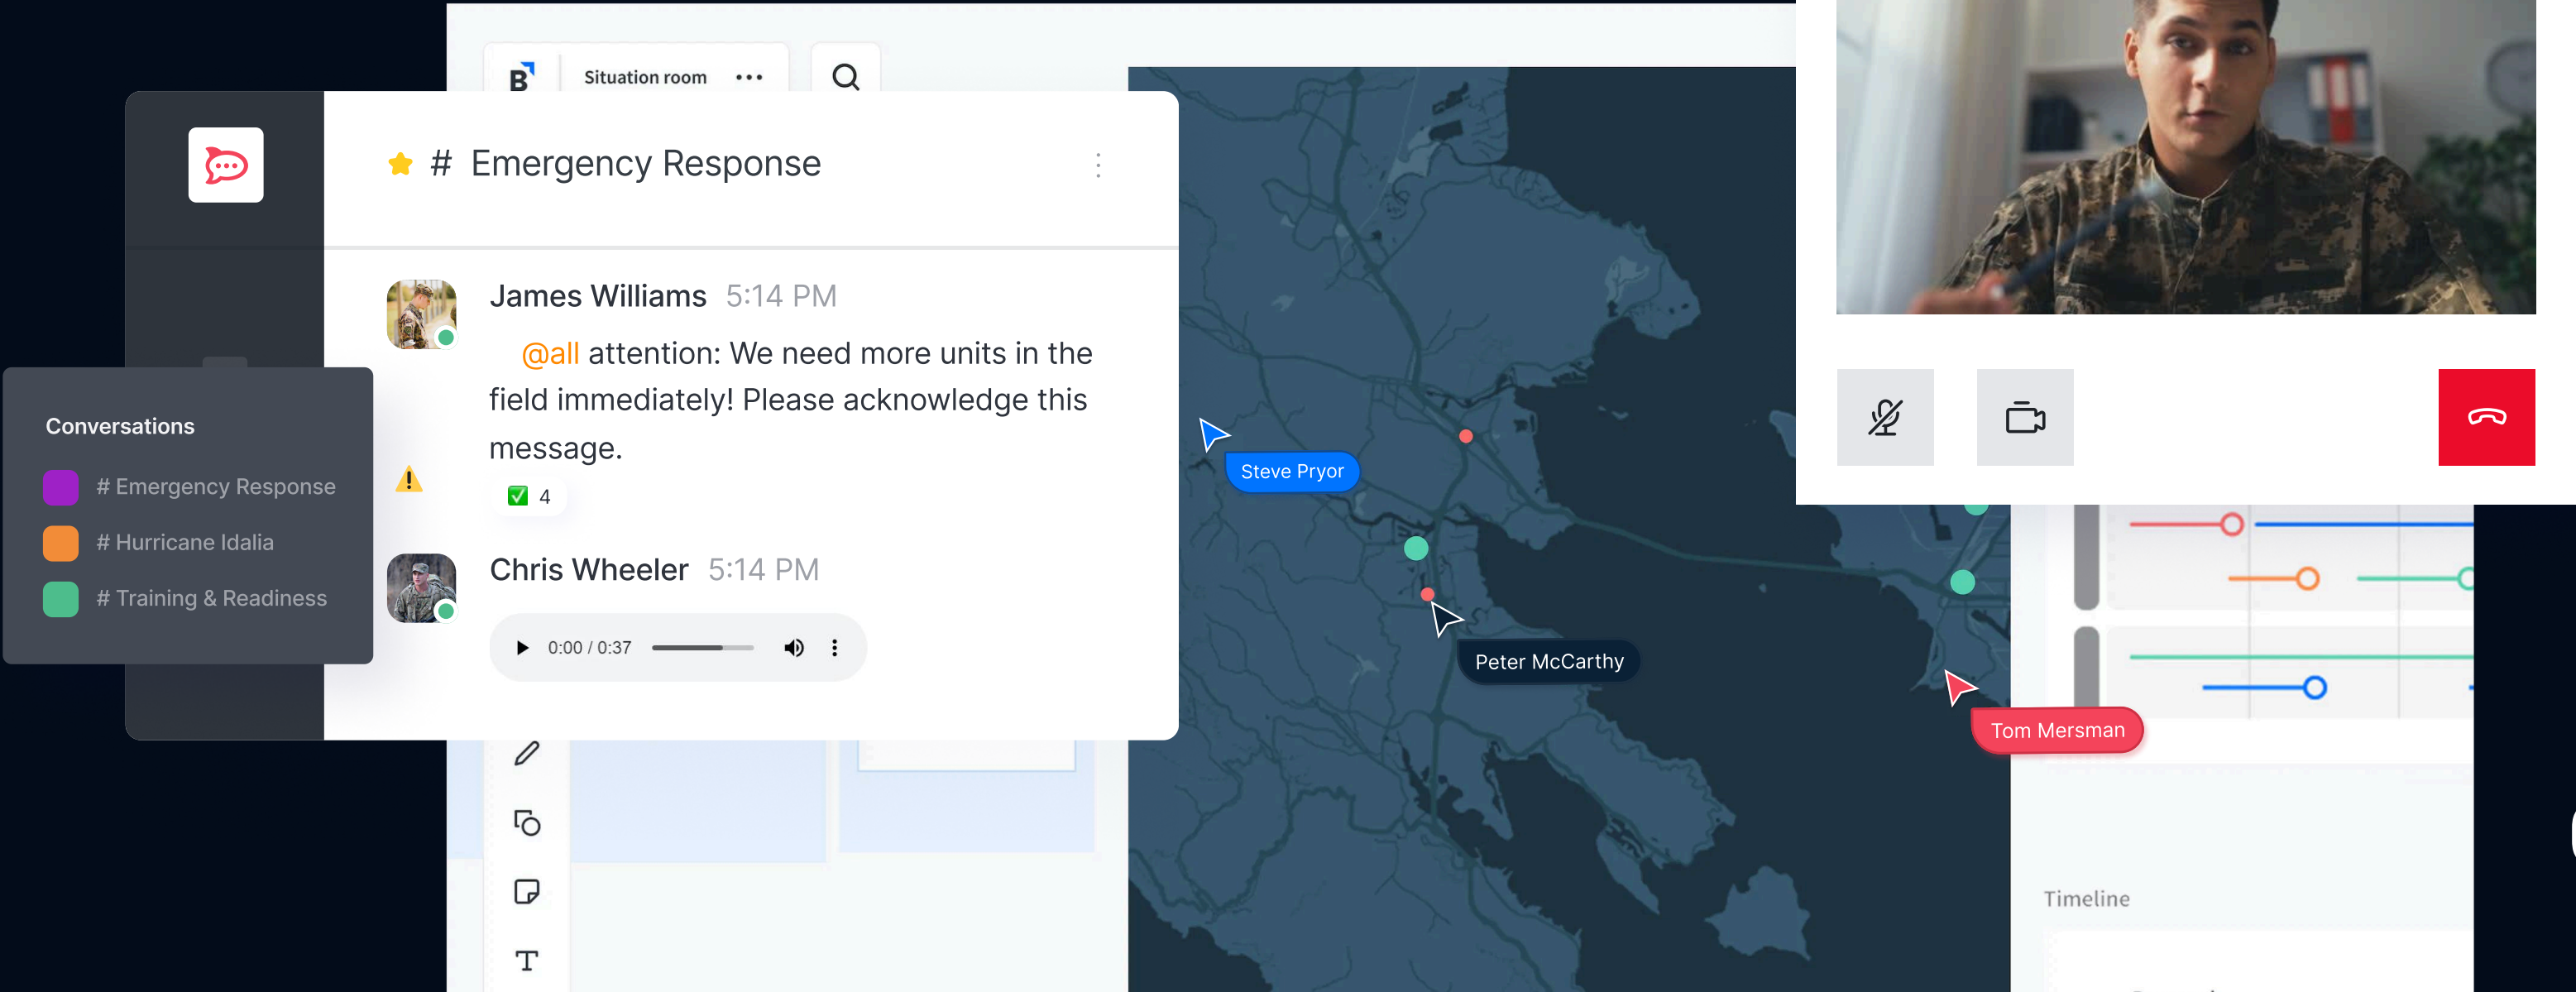 B
Situation room
# Emergency Response
James Williams 5:14 PM
@all attention: We need more units in the
field immediately! Please acknowledge this
message.
4
Chris Wheeler 5:14 PM
0:00 / 0:37
Conversations
# Emergency Response
# Hurricane Idalia
# Training & Readiness
Steve Pryor
Peter McCarthy
Tom Mersman
Timeline
T